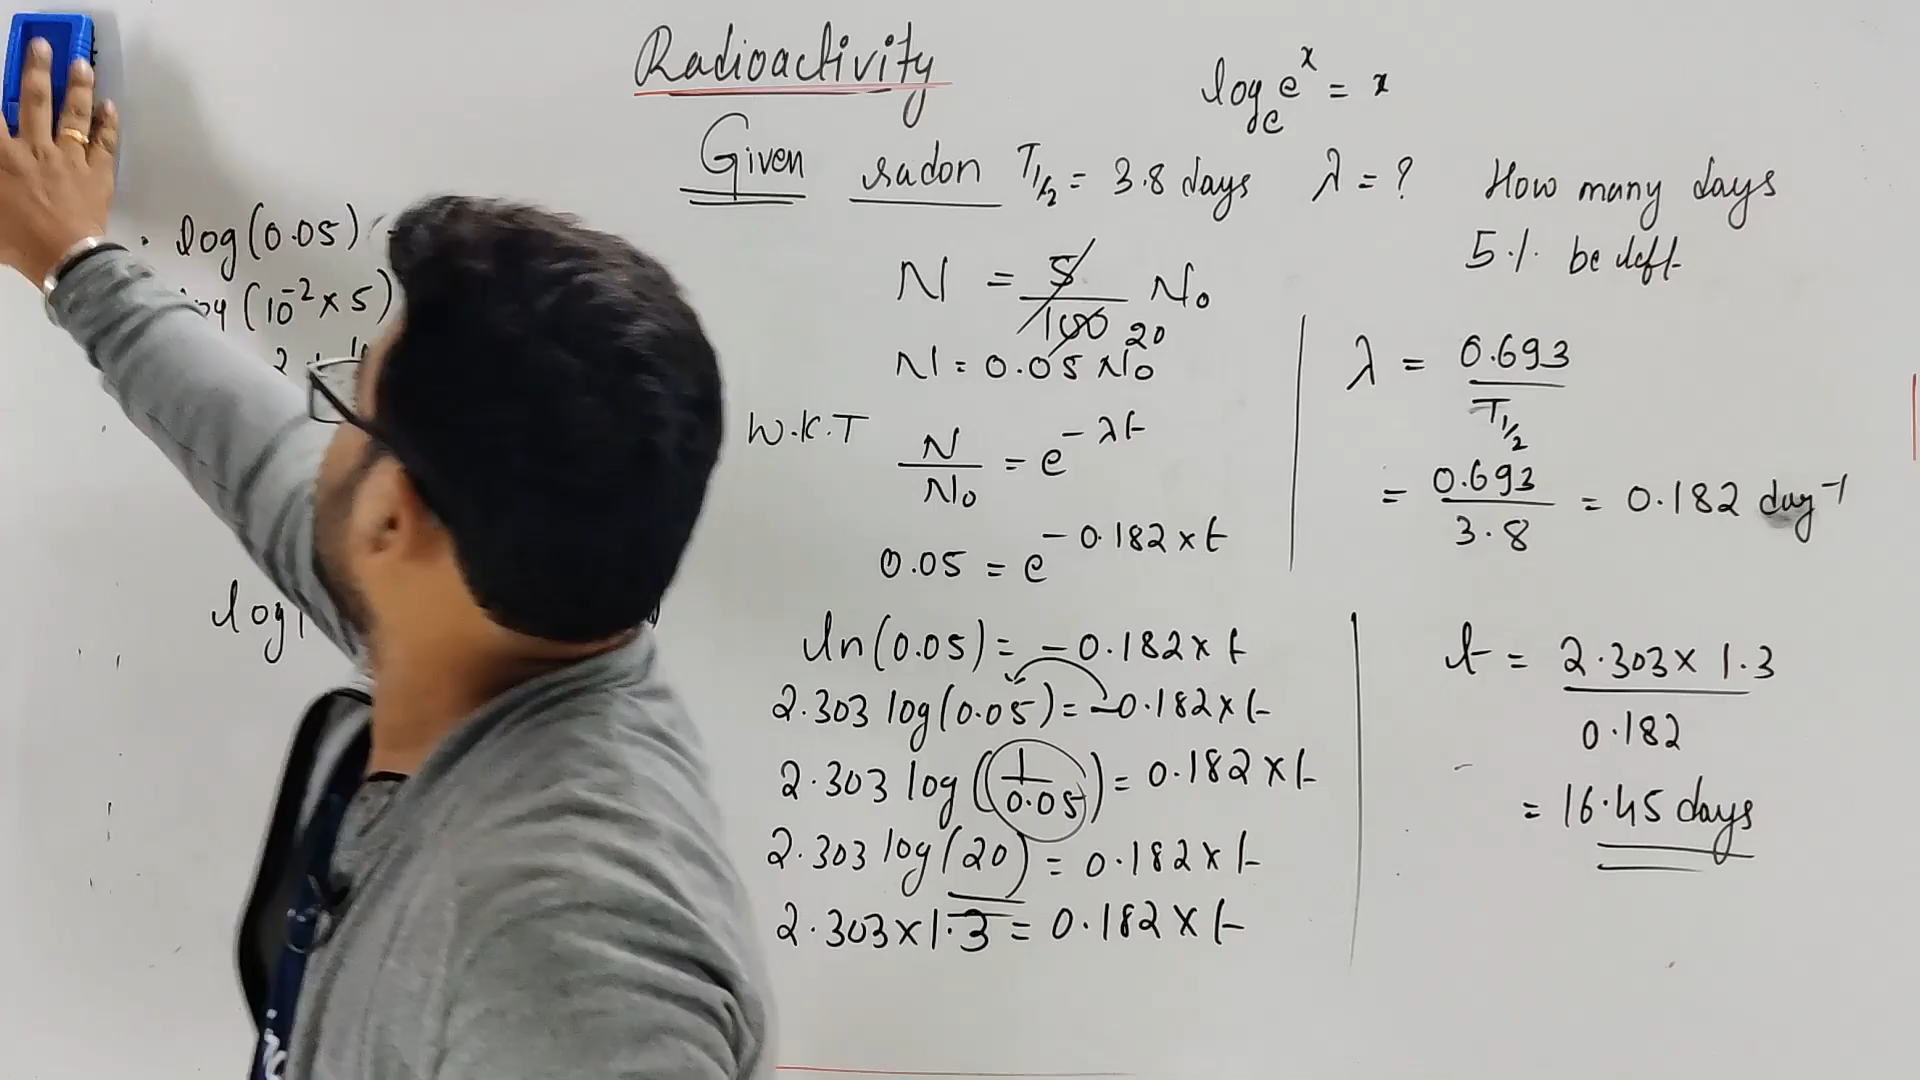 Radioactivity
logₑ eˣ = x
Given radon T₁/₂ = 3.8 days λ = ? How many days
5% be left
log(0.05)
(10⁻² × 5)
N = 5/100 N₀
20
N = 0.05 N₀
W.K.T N/N₀ = e^(-λt)
0.05 = e^(-0.182×t)
ln(0.05) = -0.182×t
2.303 log(0.05) = -0.182×t
2.303 log(1/0.05) = 0.182×t
2.303 log(20) = 0.182×t
2.303×1.3 = 0.182×t
λ = 0.693/T₁/₂
= 0.693/3.8 = 0.182 day⁻¹
t = 2.303×1.3/0.182
= 16.45 days
log